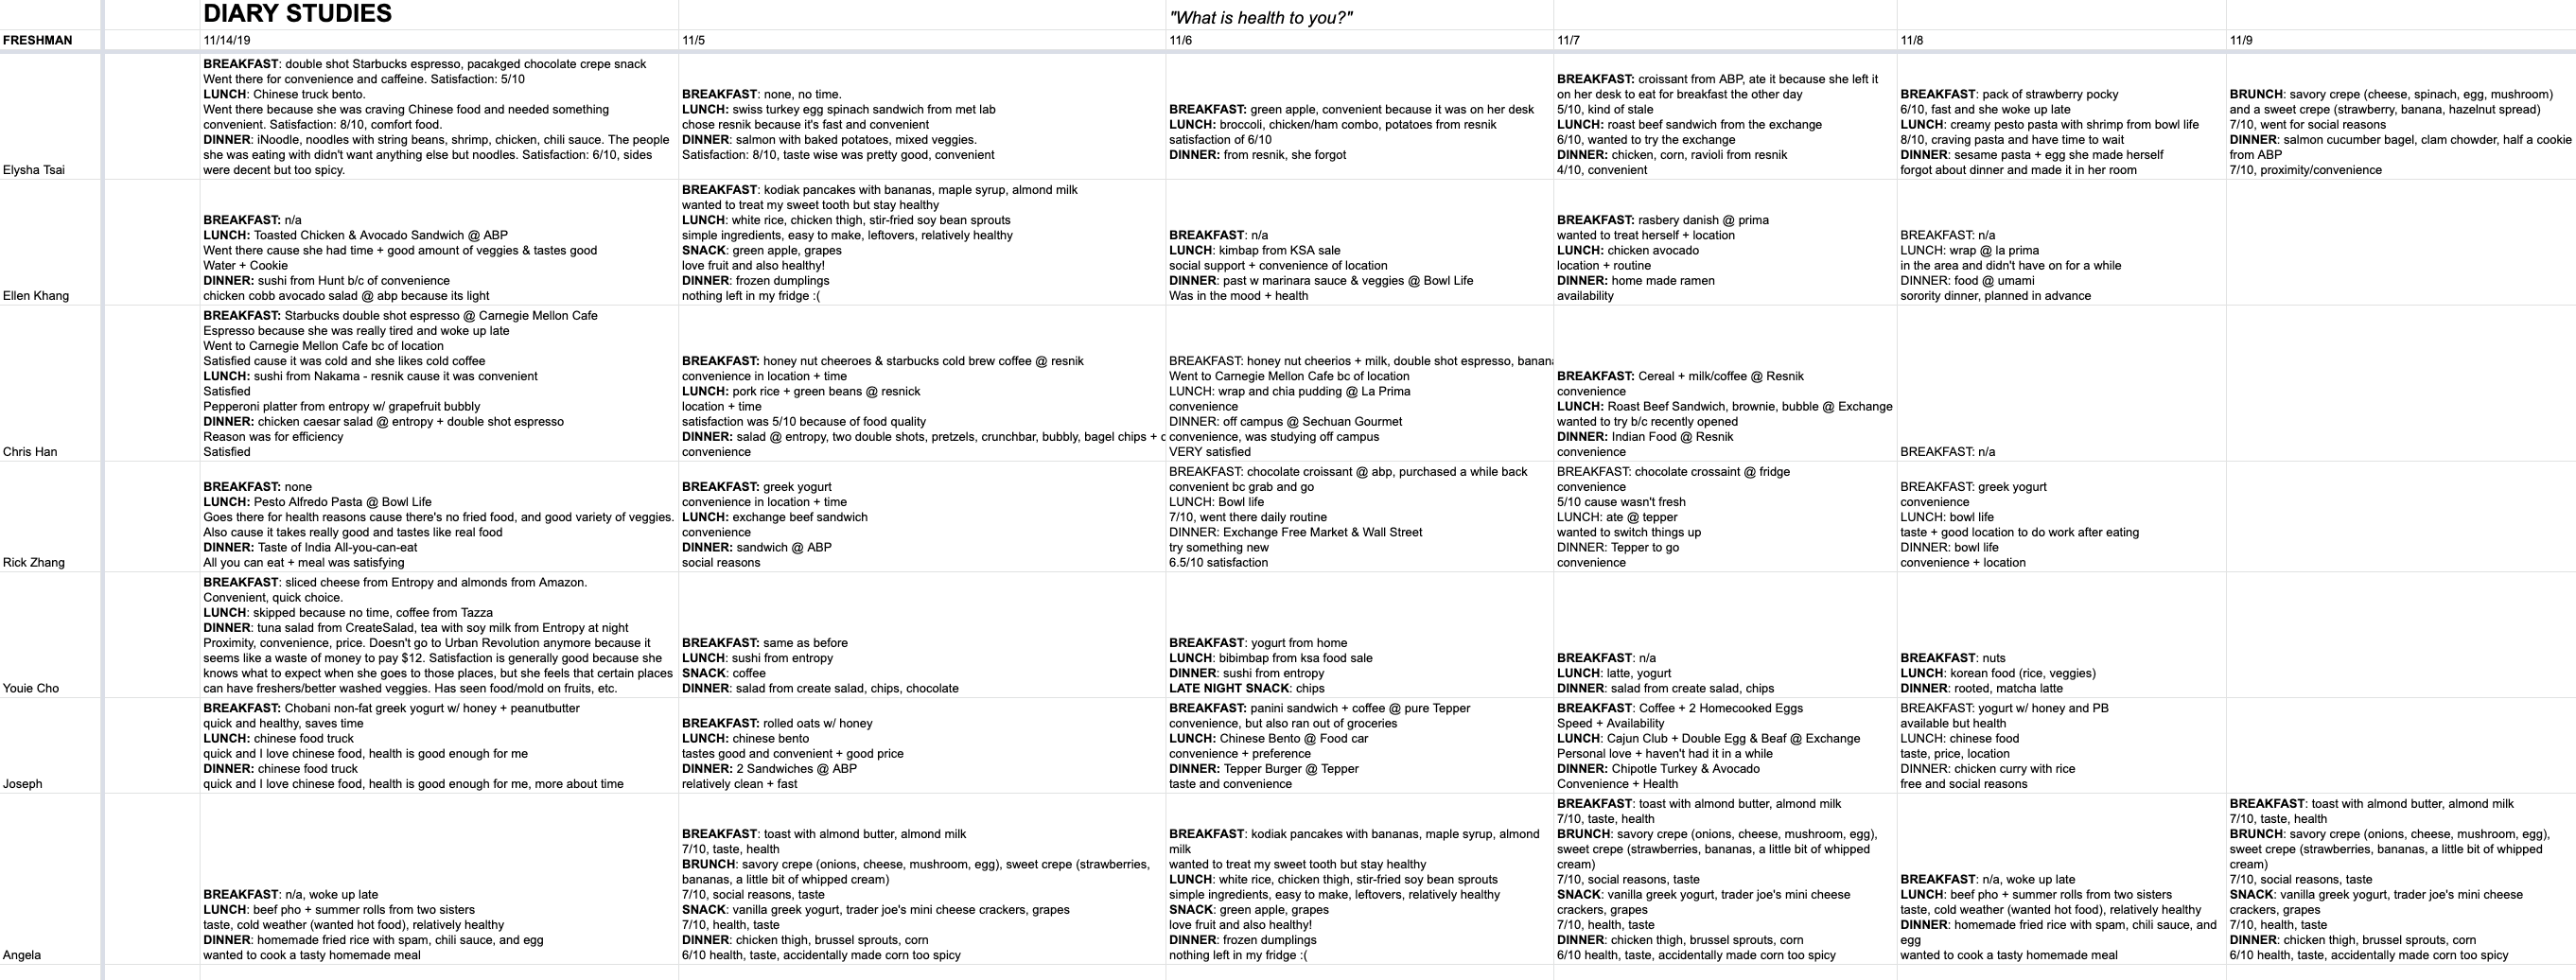 DIARY STUDIES
"What is health to you?"
FRESHMAN
11/14/19
11/5
11/6
11/7
11/8
11/9
Elysha Tsai
BREAKFAST: double shot Starbucks espresso, pacakged chocolate crepe snack
Went there for convenience and caffeine. Satisfaction: 5/10
LUNCH: Chinese truck bento.
Went there because she was craving Chinese food and needed something
convenient. Satisfaction: 8/10, comfort food.
DINNER: iNoodle, noodles with string beans, shrimp, chicken, chili sauce. The people
she was eating with didn't want anything else but noodles. Satisfaction: 6/10, sides
were decent but too spicy.
BREAKFAST: none, no time.
LUNCH: swiss turkey egg spinach sandwich from met lab
chose resnik because it's fast and convenient
DINNER: salmon with baked potatoes, mixed veggies.
Satisfaction: 8/10, taste wise was pretty good, convenient
BREAKFAST: green apple, convenient because it was on her desk
LUNCH: broccoli, chicken/ham combo, potatoes from resnik
satisfaction of 6/10
DINNER: from resnik, she forgot
BREAKFAST: croissant from ABP, ate it because she left it
on her desk to eat for breakfast the other day
5/10, kind of stale
LUNCH: roast beef sandwich from the exchange
6/10, wanted to try the exchange
DINNER: chicken, corn, ravioli from resnik
4/10, convenient
BREAKFAST: pack of strawberry pocky
6/10, fast and she woke up late
LUNCH: creamy pesto pasta with shrimp from bowl life
8/10, craving pasta and have time to wait
DINNER: sesame pasta + egg she made herself
forgot about dinner and made it in her room
BRUNCH: savory crepe (cheese, spinach, egg, mushroom)
and a sweet crepe (strawberry, banana, hazelnut spread)
7/10, went for social reasons
DINNER: salmon cucumber bagel, clam chowder, half a cookie
from ABP
7/10, proximity/convenience
Ellen Khang
BREAKFAST: n/a
LUNCH: Toasted Chicken & Avocado Sandwich @ ABP
Went there cause she had time + good amount of veggies & tastes good
Water + Cookie
DINNER: sushi from Hunt b/c of convenience
chicken cobb avocado salad @ abp because its light
BREAKFAST: kodiak pancakes with bananas, maple syrup, almond milk
wanted to treat my sweet tooth but stay healthy
LUNCH: white rice, chicken thigh, stir-fried soy bean sprouts
simple ingredients, easy to make, leftovers, relatively healthy
SNACK: green apple, grapes
love fruit and also healthy!
DINNER: frozen dumplings
nothing left in my fridge :(
BREAKFAST: n/a
LUNCH: kimbap from KSA sale
social support + convenience of location
DINNER: past w marinara sauce & veggies @ Bowl Life
Was in the mood + health
BREAKFAST: rasbery danish @ prima
wanted to treat herself + location
LUNCH: chicken avocado
location + routine
DINNER: home made ramen
availability
BREAKFAST: n/a
LUNCH: wrap @ la prima
in the area and didn't have on for a while
DINNER: food @ umami
sorority dinner, planned in advance
Chris Han
BREAKFAST: Starbucks double shot espresso @ Carnegie Mellon Cafe
Espresso because she was really tired and woke up late
Went to Carnegie Mellon Cafe bc of location
Satisfied cause it was cold and she likes cold coffee
LUNCH: sushi from Nakama - resnik cause it was convenient
Satisfied
Pepperoni platter from entropy w/ grapefruit bubbly
DINNER: chicken caesar salad @ entropy + double shot espresso
Reason was for efficiency
Satisfied
BREAKFAST: honey nut cheeroes & starbucks cold brew coffee @ resnik
convenience in location + time
LUNCH: pork rice + green beans @ resnick
location + time
satisfaction was 5/10 because of food quality
DINNER: salad @ entropy, two double shots, pretzels, crunchbar, bubbly, bagel chips + c
convenience
BREAKFAST: honey nut cheerios + milk, double shot espresso, banana
Went to Carnegie Mellon Cafe bc of location
LUNCH: wrap and chia pudding @ La Prima
convenience
DINNER: off campus @ Sechuan Gourmet
convenience, was studying off campus
VERY satisfied
BREAKFAST: Cereal + milk/coffee @ Resnik
convenience
LUNCH: Roast Beef Sandwich, brownie, bubble @ Exchange
wanted to try b/c recently opened
DINNER: Indian Food @ Resnik
convenience
BREAKFAST: n/a
Rick Zhang
BREAKFAST: none
LUNCH: Pesto Alfredo Pasta @ Bowl Life
Goes there for health reasons cause there's no fried food, and good variety of veggies.
Also cause it takes really good and tastes like real food
DINNER: Taste of India All-you-can-eat
All you can eat + meal was satisfying
BREAKFAST: greek yogurt
convenience in location + time
LUNCH: exchange beef sandwich
convenience
DINNER: sandwich @ ABP
social reasons
BREAKFAST: chocolate croissant @ abp, purchased a while back
convenient bc grab and go
LUNCH: Bowl life
7/10, went there daily routine
DINNER: Exchange Free Market & Wall Street
try something new
6.5/10 satisfaction
BREAKFAST: chocolate crossaint @ fridge
convenience
5/10 cause wasn't fresh
LUNCH: ate @ tepper
wanted to switch things up
DINNER: Tepper to go
convenience
BREAKFAST: greek yogurt
convenience
LUNCH: bowl life
taste + good location to do work after eating
DINNER: bowl life
convenience + location
Youie Cho
BREAKFAST: sliced cheese from Entropy and almonds from Amazon.
Convenient, quick choice.
LUNCH: skipped because no time, coffee from Tazza
DINNER: tuna salad from CreateSalad, tea with soy milk from Entropy at night
Proximity, convenience, price. Doesn't go to Urban Revolution anymore because it
seems like a waste of money to pay $12. Satisfaction is generally good because she
knows what to expect when she goes to those places, but she feels that certain places
can have freshers/better washed veggies. Has seen food/mold on fruits, etc.
BREAKFAST: same as before
LUNCH: sushi from entropy
SNACK: coffee
DINNER: salad from create salad, chips, chocolate
BREAKFAST: yogurt from home
LUNCH: bibimbap from ksa food sale
DINNER: sushi from entropy
LATE NIGHT SNACK: chips
BREAKFAST: n/a
LUNCH: latte, yogurt
DINNER: salad from create salad, chips
BREAKFAST: nuts
LUNCH: korean food (rice, veggies)
DINNER: rooted, matcha latte
Joseph
BREAKFAST: Chobani non-fat greek yogurt w/ honey + peanutbutter
quick and healthy, saves time
LUNCH: chinese food truck
quick and I love chinese food, health is good enough for me
DINNER: chinese food truck
quick and I love chinese food, health is good enough for me, more about time
BREAKFAST: rolled oats w/ honey
LUNCH: chinese bento
tastes good and convenient + good price
DINNER: 2 Sandwiches @ ABP
relatively clean + fast
BREAKFAST: panini sandwich + coffee @ pure Tepper
convenience, but also ran out of groceries
LUNCH: Chinese Bento @ Food car
convenience + preference
DINNER: Tepper Burger @ Tepper
taste and convenience
BREAKFAST: Coffee + 2 Homecooked Eggs
Speed + Availability
LUNCH: Cajun Club + Double Egg & Beaf @ Exchange
Personal love + haven't had it in a while
DINNER: Chipotle Turkey & Avocado
Convenience + Health
BREAKFAST: yogurt w/ honey and PB
available but health
LUNCH: chinese food
taste, price, location
DINNER: chicken curry with rice
free and social reasons
Angela
BREAKFAST: n/a, woke up late
LUNCH: beef pho + summer rolls from two sisters
taste, cold weather (wanted hot food), relatively healthy
DINNER: homemade fried rice with spam, chili sauce, and egg
wanted to cook a tasty homemade meal
BREAKFAST: toast with almond butter, almond milk
7/10, taste, health
BRUNCH: savory crepe (onions, cheese, mushroom, egg), sweet crepe (strawberries,
bananas, a little bit of whipped cream)
7/10, social reasons, taste
SNACK: vanilla greek yogurt, trader joe's mini cheese crackers, grapes
7/10, health, taste
DINNER: chicken thigh, brussel sprouts, corn
6/10 health, taste, accidentally made corn too spicy
BREAKFAST: kodiak pancakes with bananas, maple syrup, almond
milk
wanted to treat my sweet tooth but stay healthy
LUNCH: white rice, chicken thigh, stir-fried soy bean sprouts
simple ingredients, easy to make, leftovers, relatively healthy
SNACK: green apple, grapes
love fruit and also healthy!
DINNER: frozen dumplings
nothing left in my fridge :(
BREAKFAST: toast with almond butter, almond milk
7/10, taste, health
BRUNCH: savory crepe (onions, cheese, mushroom, egg),
sweet crepe (strawberries, bananas, a little bit of whipped
cream)
7/10, social reasons, taste
SNACK: vanilla greek yogurt, trader joe's mini cheese
crackers, grapes
7/10, health, taste
DINNER: chicken thigh, brussel sprouts, corn
6/10 health, taste, accidentally made corn too spicy
BREAKFAST: n/a, woke up late
LUNCH: beef pho + summer rolls from two sisters
taste, cold weather (wanted hot food), relatively healthy
DINNER: homemade fried rice with spam, chili sauce, and
egg
wanted to cook a tasty homemade meal
BREAKFAST: toast with almond butter, almond milk
7/10, taste, health
BRUNCH: savory crepe (onions, cheese, mushroom, egg),
sweet crepe (strawberries, bananas, a little bit of whipped
cream)
7/10, social reasons, taste
SNACK: vanilla greek yogurt, trader joe's mini cheese
crackers, grapes
7/10, health, taste
DINNER: chicken thigh, brussel sprouts, corn
6/10 health, taste, accidentally made corn too spicy